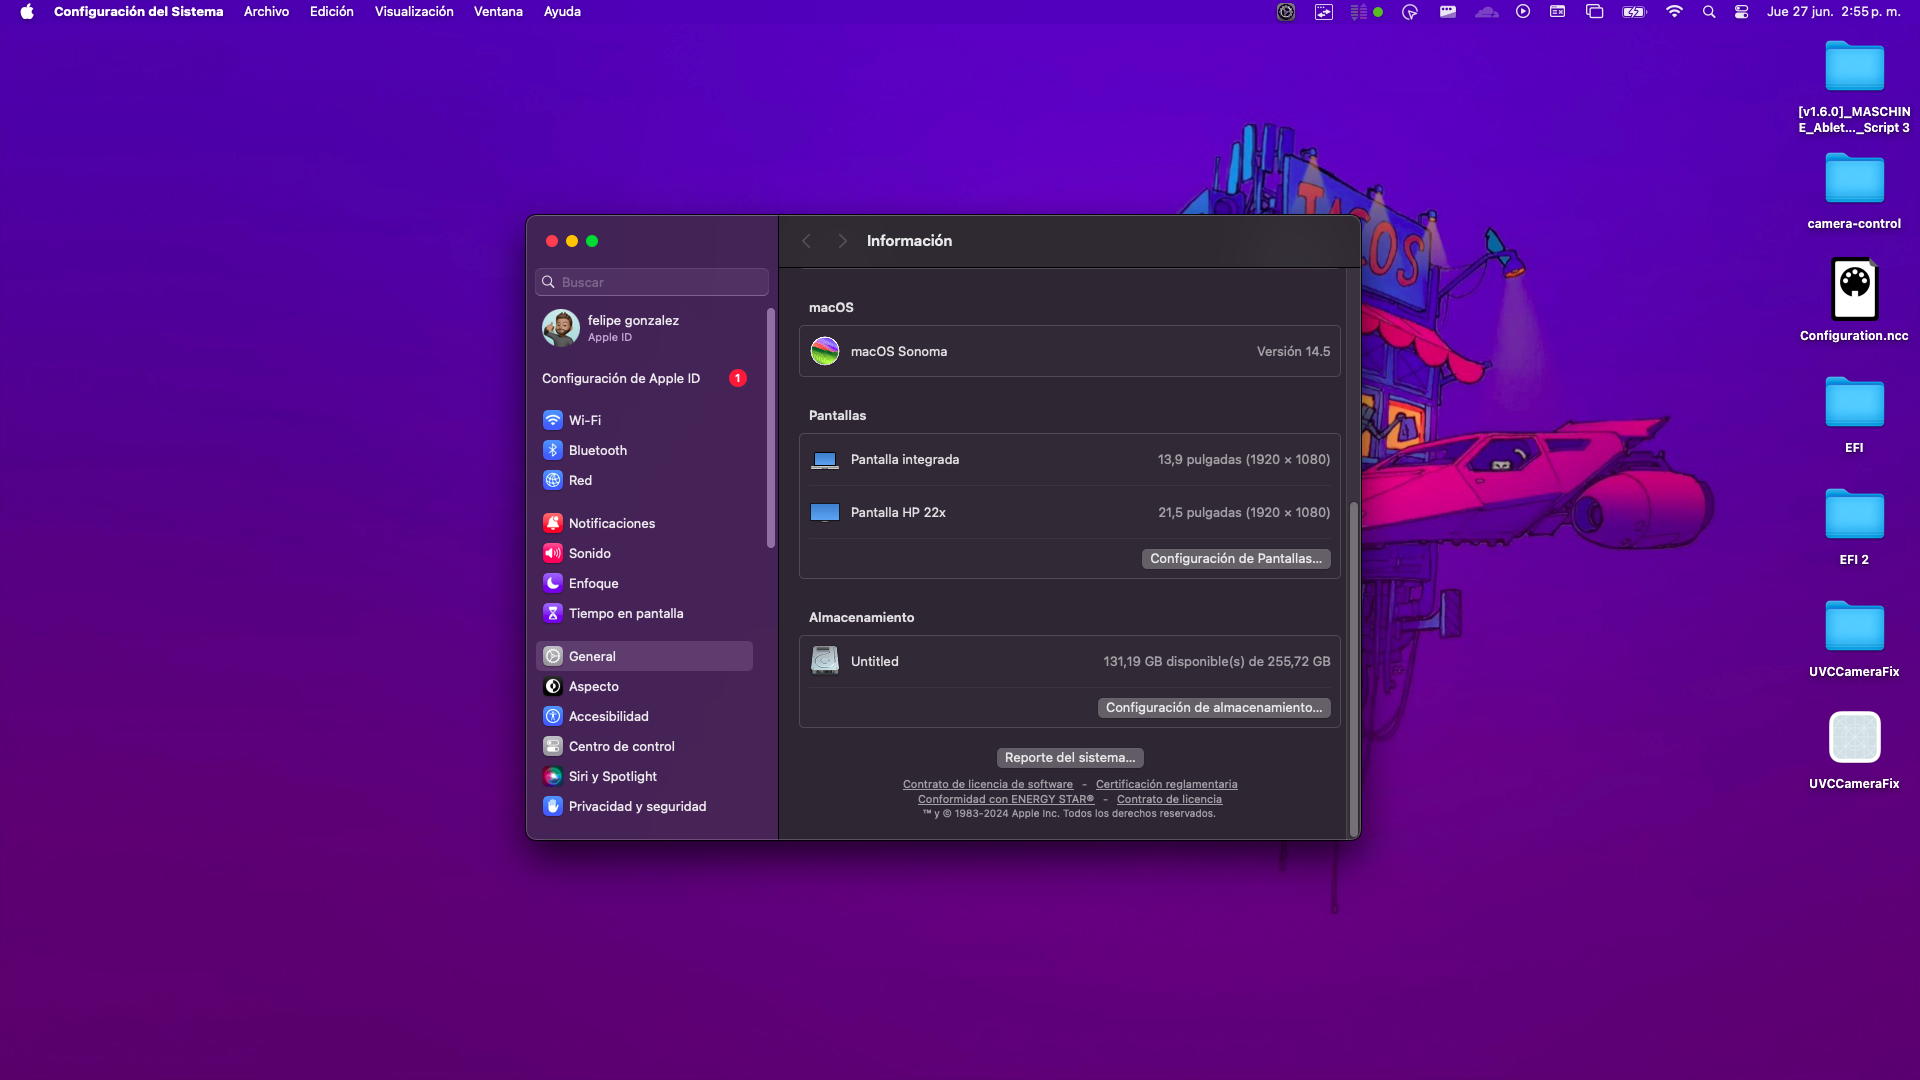 Configuración del Sistema Archivo Edición Visualización Ventana Ayuda Jue 27 jun. 2:55 p. m.
[v1.6.0]_MASCHIN
E_Ablet..._Script 3
camera-control
Configuration.ncc
EFI
EFI 2
UVCCameraFix
UVCCameraFix
TACOS
Buscar
felipe gonzalez
Apple ID
Configuración de Apple ID 1
Wi-Fi
Bluetooth
Red
Notificaciones
Sonido
Enfoque
Tiempo en pantalla
General
Aspecto
Accesibilidad
Centro de control
Siri y Spotlight
Privacidad y seguridad
Información
macOS
macOS Sonoma Versión 14.5
Pantallas
Pantalla integrada 13,9 pulgadas (1920 × 1080)
Pantalla HP 22x 21,5 pulgadas (1920 × 1080)
Configuración de Pantallas...
Almacenamiento
Untitled 131,19 GB disponible(s) de 255,72 GB
Configuración de almacenamiento...
Reporte del sistema...
Contrato de licencia de software - Certificación reglamentaria
Conformidad con ENERGY STAR® - Contrato de licencia
™ y © 1983-2024 Apple Inc. Todos los derechos reservados.